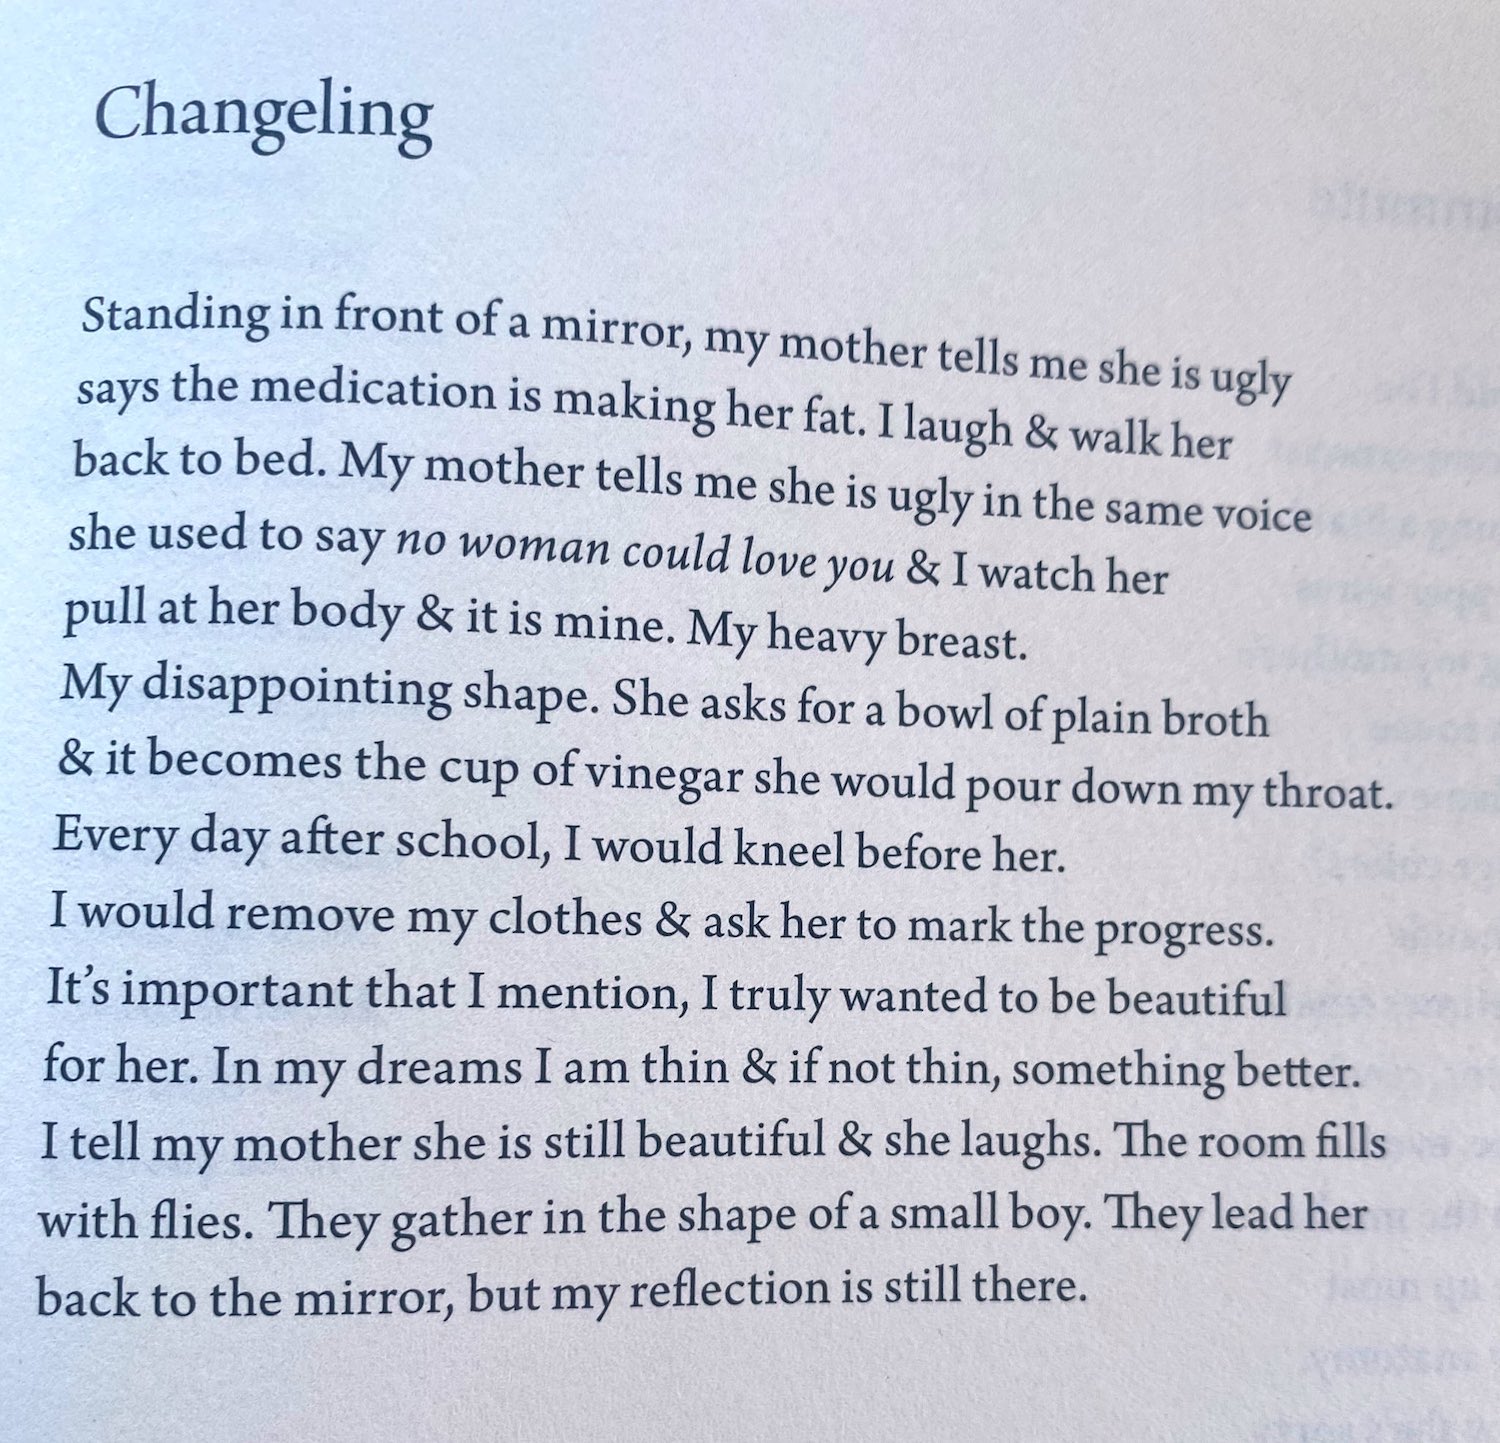 Changeling
Standing in front of a mirror, my mother tells me she is ugly
says the medication is making her fat. I laugh & walk her
back to bed. My mother tells me she is ugly in the same voice
she used to say no woman could love you & I watch her
pull at her body & it is mine. My heavy breast.
My disappointing shape. She asks for a bowl of plain broth
& it becomes the cup of vinegar she would pour down my throat.
Every day after school, I would kneel before her.
I would remove my clothes & ask her to mark the progress.
It's important that I mention, I truly wanted to be beautiful
for her. In my dreams I am thin & if not thin, something better.
I tell my mother she is still beautiful & she laughs. The room fills
with flies. They gather in the shape of a small boy. They lead her
back to the mirror, but my reflection is still there.